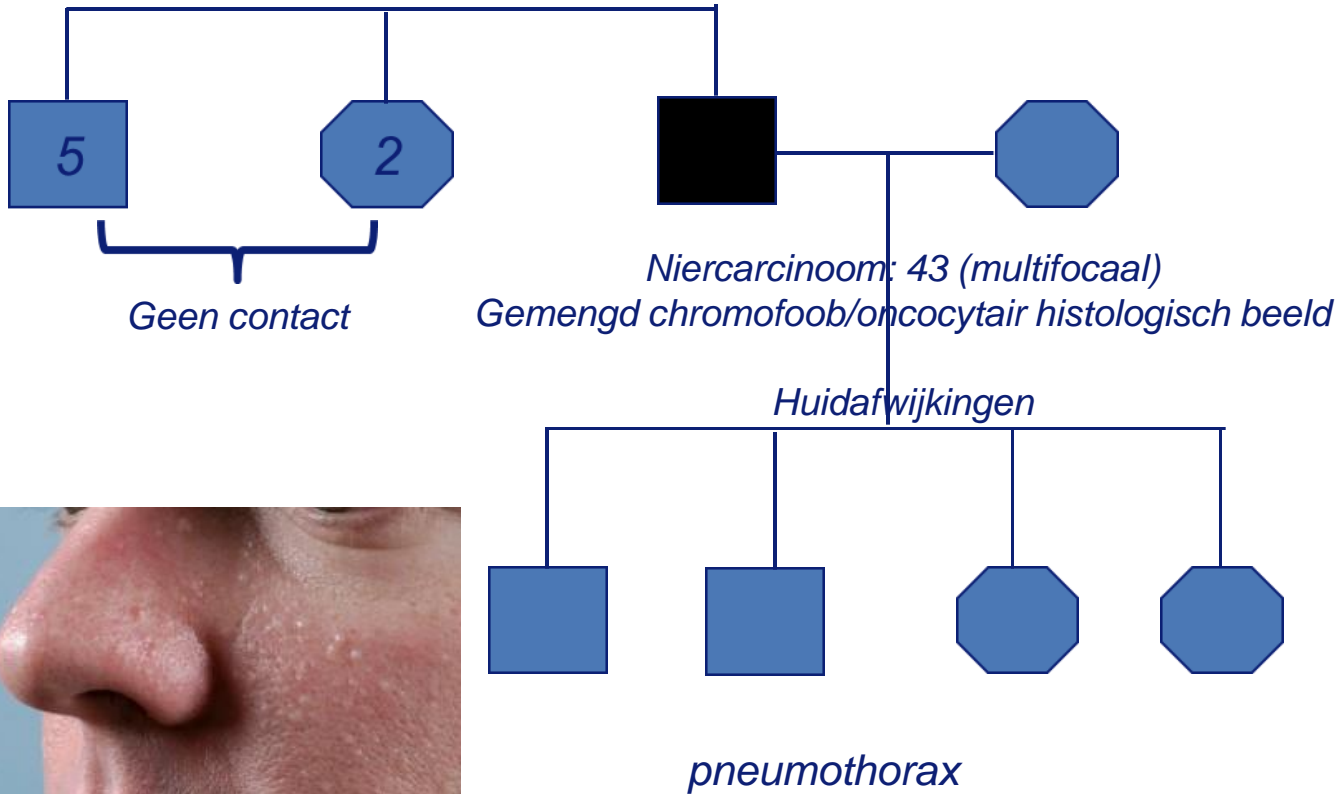 5
2
Geen contact
Niercarcinoom: 43 (multifocaal)
Gemengd chromofoob/oncocytair histologisch beeld
Huidafwijkingen
pneumothorax